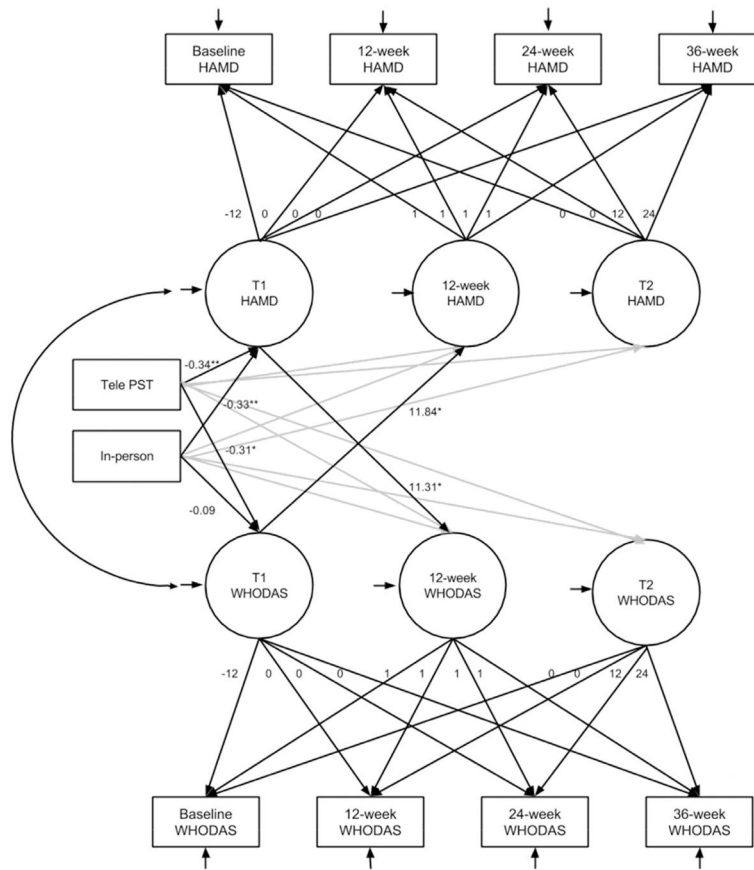 Baseline
HAMD
12-week
HAMD
24-week
HAMD
36-week
HAMD
-12 0 0 0 1 1 1 1 0 0 12 24
T1
HAMD
12-week
HAMD
T2
HAMD
Tele PST
In-person
-0.34**
-0.33**
-0.31*
-0.09
11.84*
11.31*
T1
WHODAS
12-week
WHODAS
T2
WHODAS
-12 0 0 0 1 1 1 1 0 0 12 24
Baseline
WHODAS
12-week
WHODAS
24-week
WHODAS
36-week
WHODAS